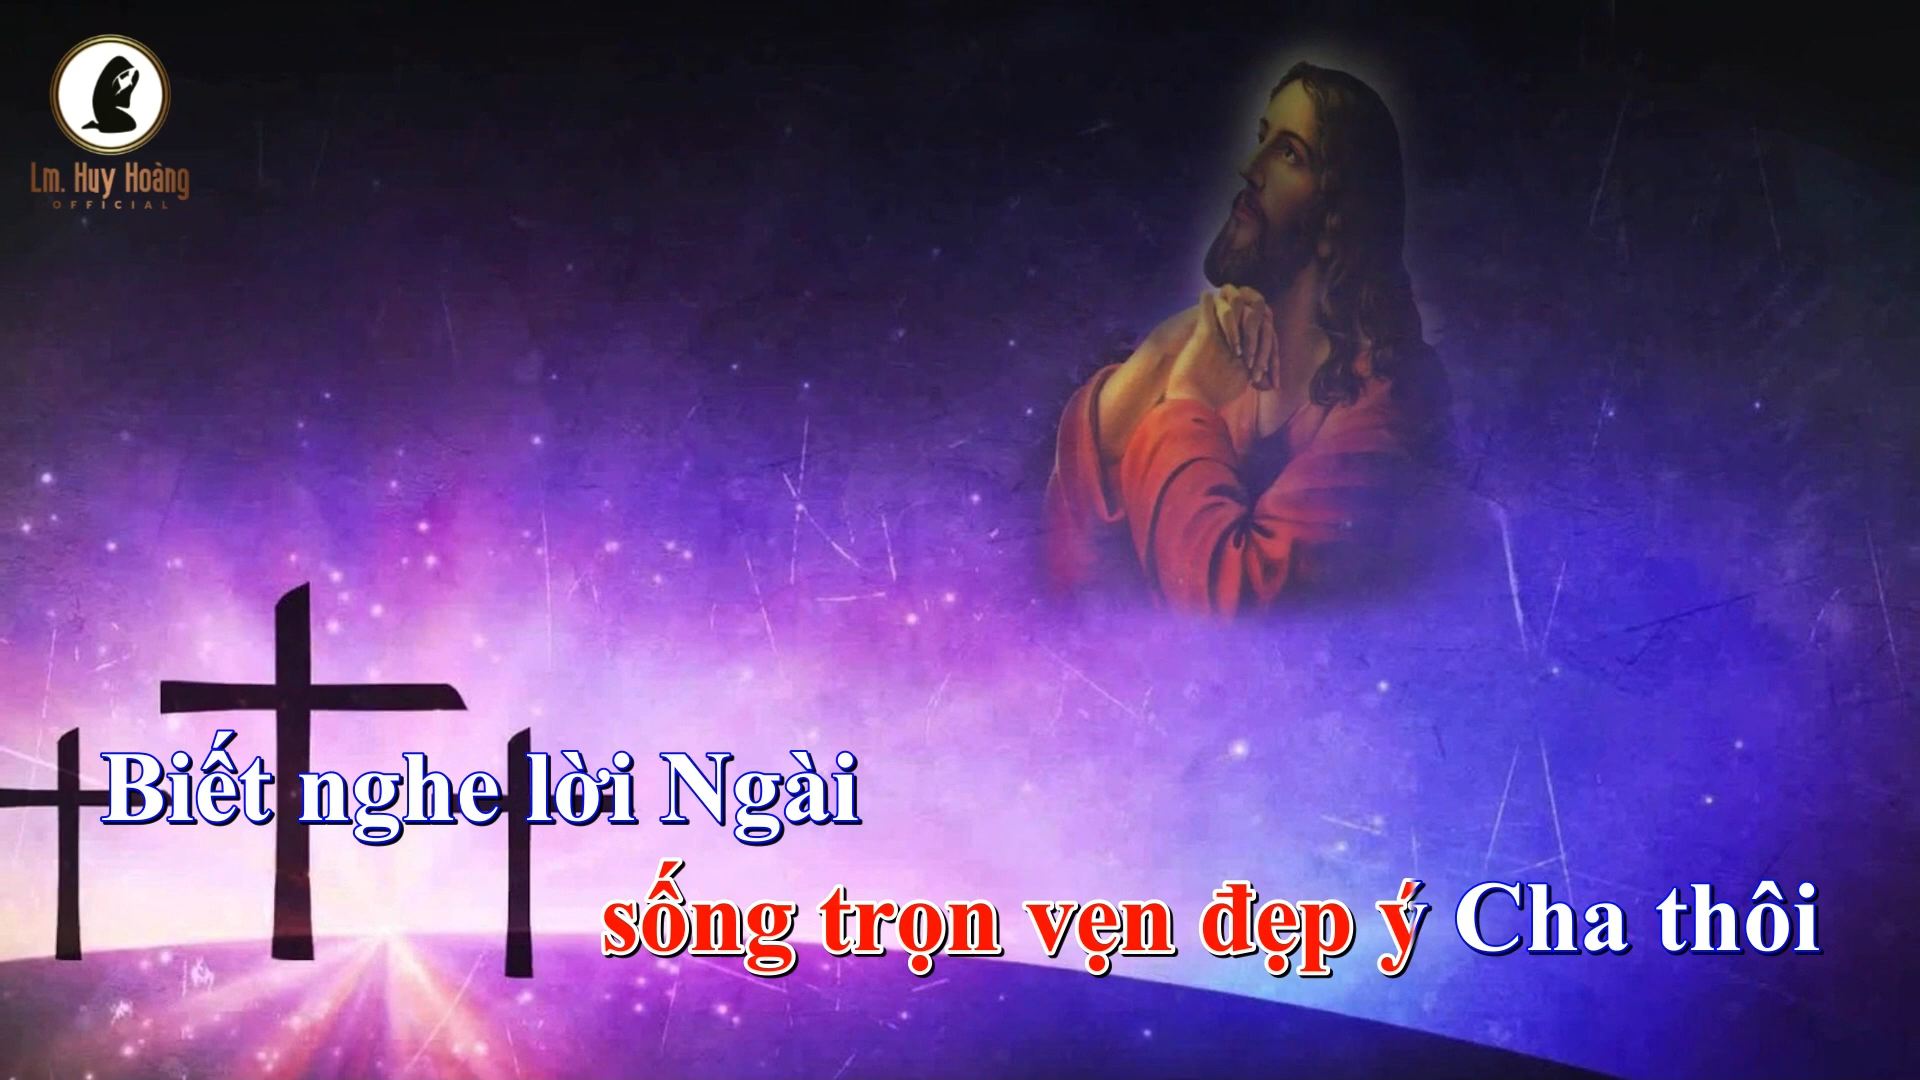 Lm. Huy Hoàng
OFFICIAL
Biết nghe lời Ngài
sống trọn vẹn đẹp ý Cha thôi